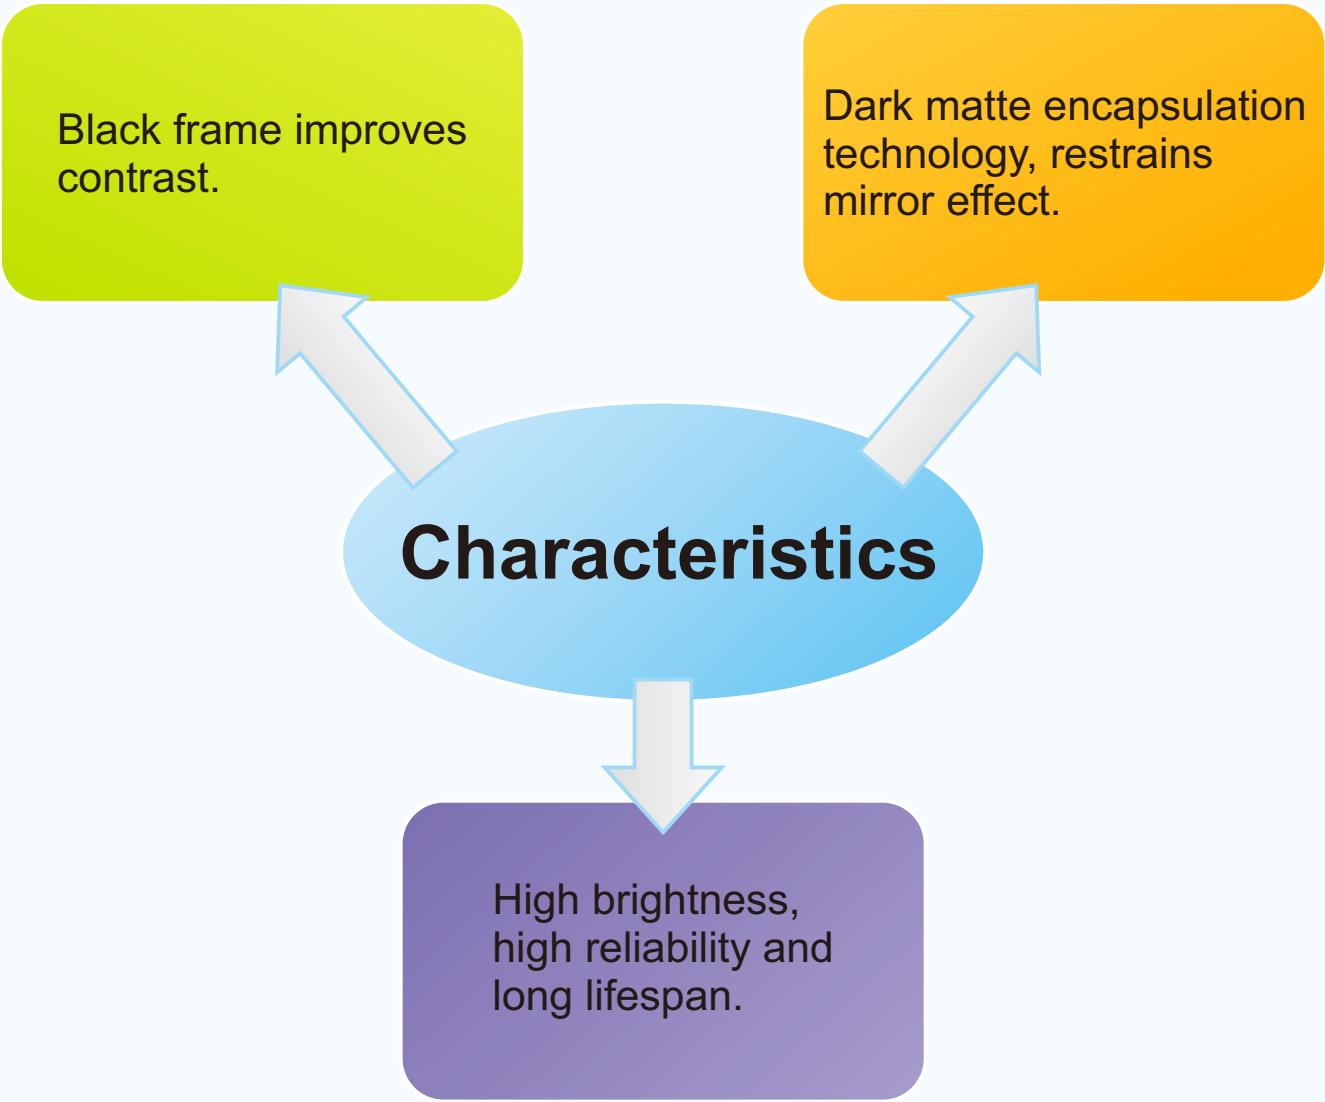 Black frame improves
contrast.
Dark matte encapsulation
technology, restrains
mirror effect.
Characteristics
High brightness,
high reliability and
long lifespan.